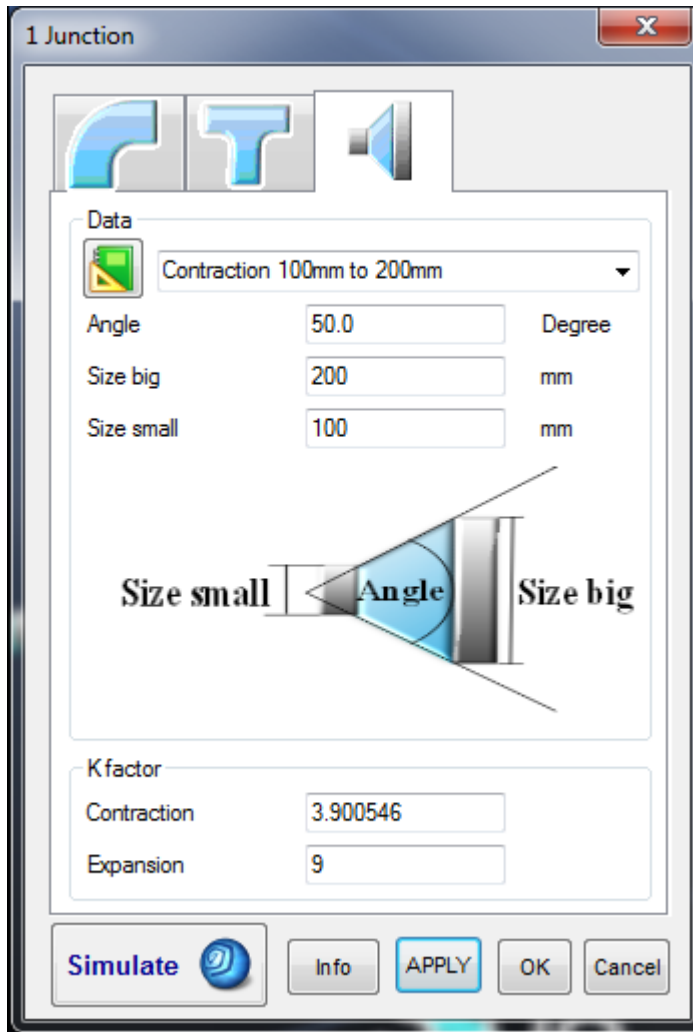 1 Junction
Data
Contraction 100mm to 200mm
Angle 50.0 Degree
Size big 200 mm
Size small 100 mm
Size small Angle Size big
K factor
Contraction 3.900546
Expansion 9
Simulate Info APPLY OK Cancel